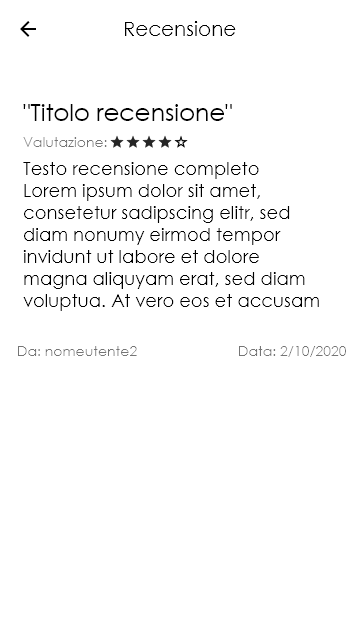 Recensione
"Titolo recensione"
Valutazione: ★★★★☆
Testo recensione completo
Lorem ipsum dolor sit amet,
consetetur sadipscing elitr, sed
diam nonumy eirmod tempor
invidunt ut labore et dolore
magna aliquyam erat, sed diam
voluptua. At vero eos et accusam
Da: nomeutente2 Data: 2/10/2020